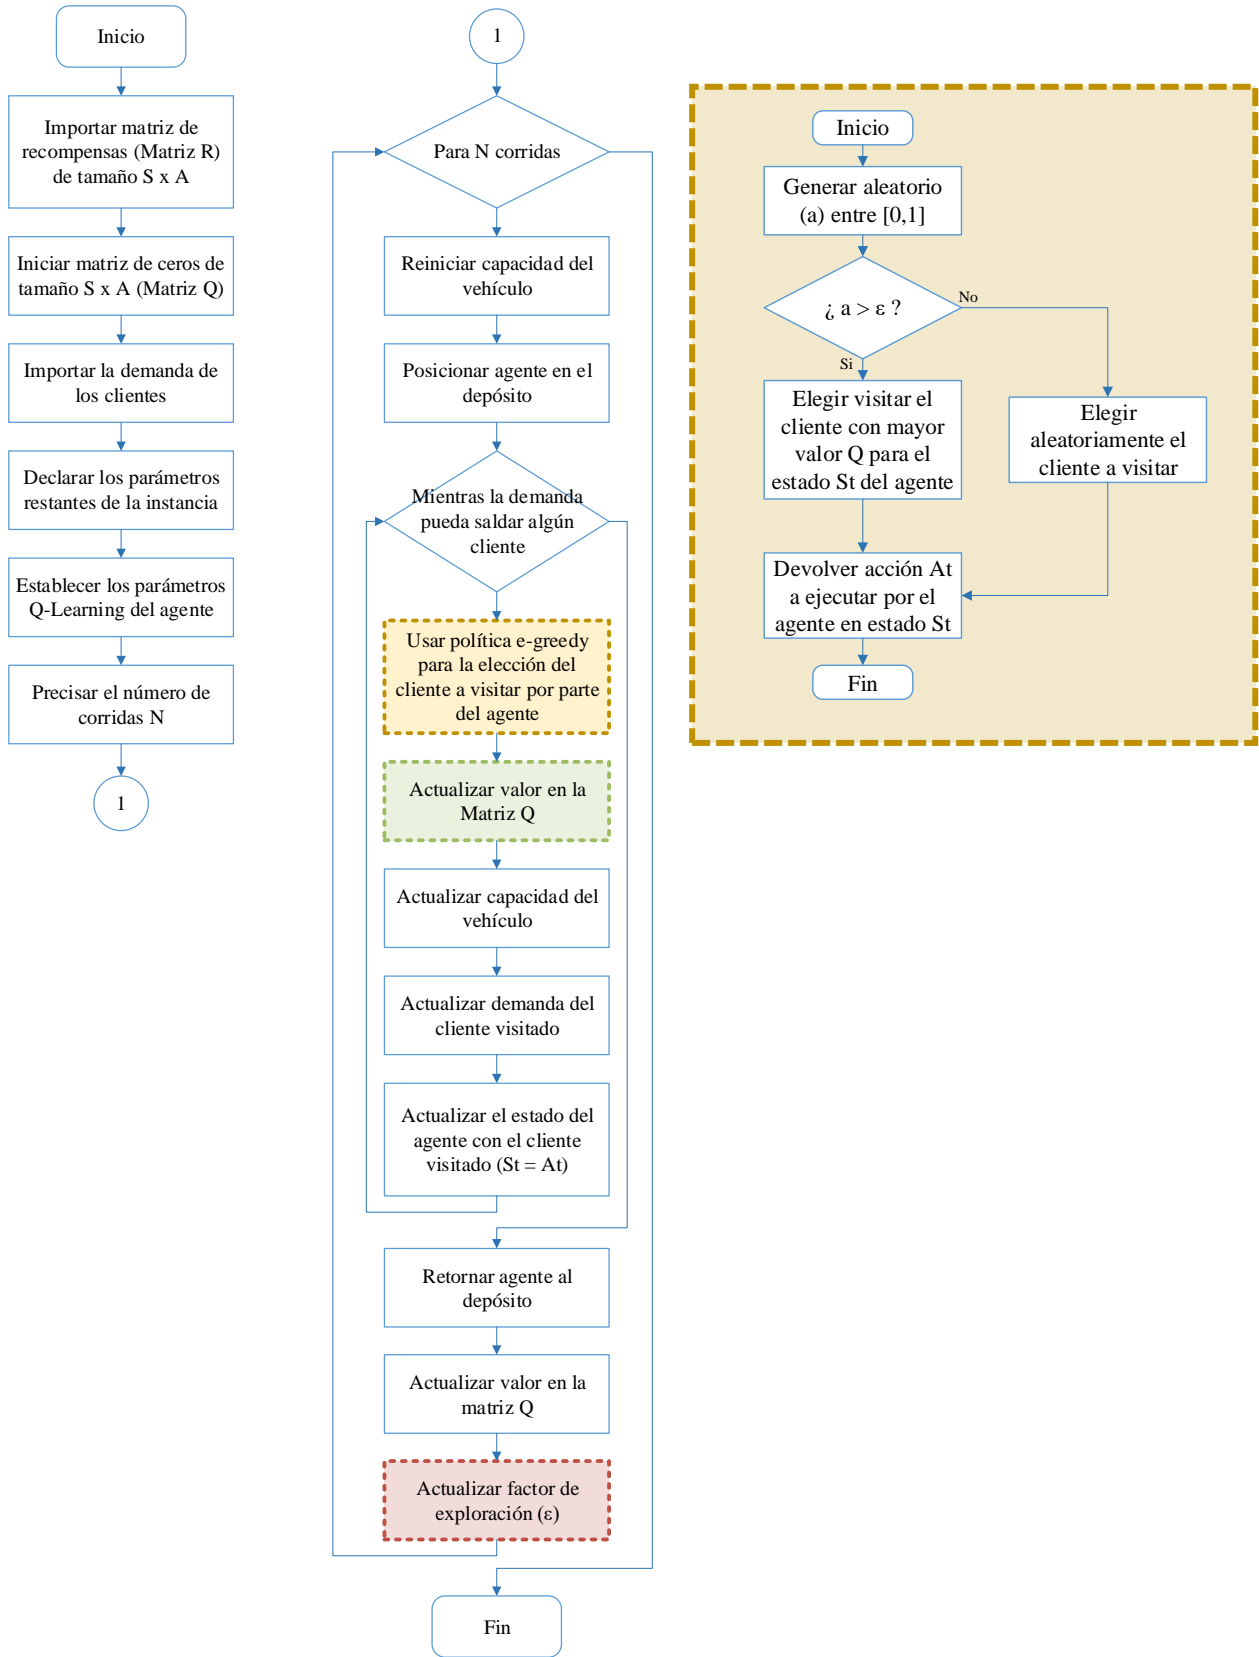 Inicio
Importar matriz de
recompensas (Matriz R)
de tamaño S x A
Iniciar matriz de ceros de
tamaño S x A (Matriz Q)
Importar la demanda de
los clientes
Declarar los parámetros
restantes de la instancia
Establecer los parámetros
Q-Learning del agente
Precisar el número de
corridas N
1
1
Para N corridas
Reiniciar capacidad del
vehículo
Posicionar agente en el
depósito
Mientras la demanda
pueda saldar algún
cliente
Usar política e-greedy
para la elección del
cliente a visitar por parte
del agente
Actualizar valor en la
Matriz Q
Actualizar capacidad del
vehículo
Actualizar demanda del
cliente visitado
Actualizar el estado del
agente con el cliente
visitado (St = At)
Retornar agente al
depósito
Actualizar valor en la
matriz Q
Actualizar factor de
exploración (ε)
Fin
Inicio
Generar aleatorio
(a) entre [0,1]
¿ a > ε ?
No
Si
Elegir visitar el
cliente con mayor
valor Q para el
estado St del agente
Elegir
aleatoriamente el
cliente a visitar
Devolver acción At
a ejecutar por el
agente en estado St
Fin